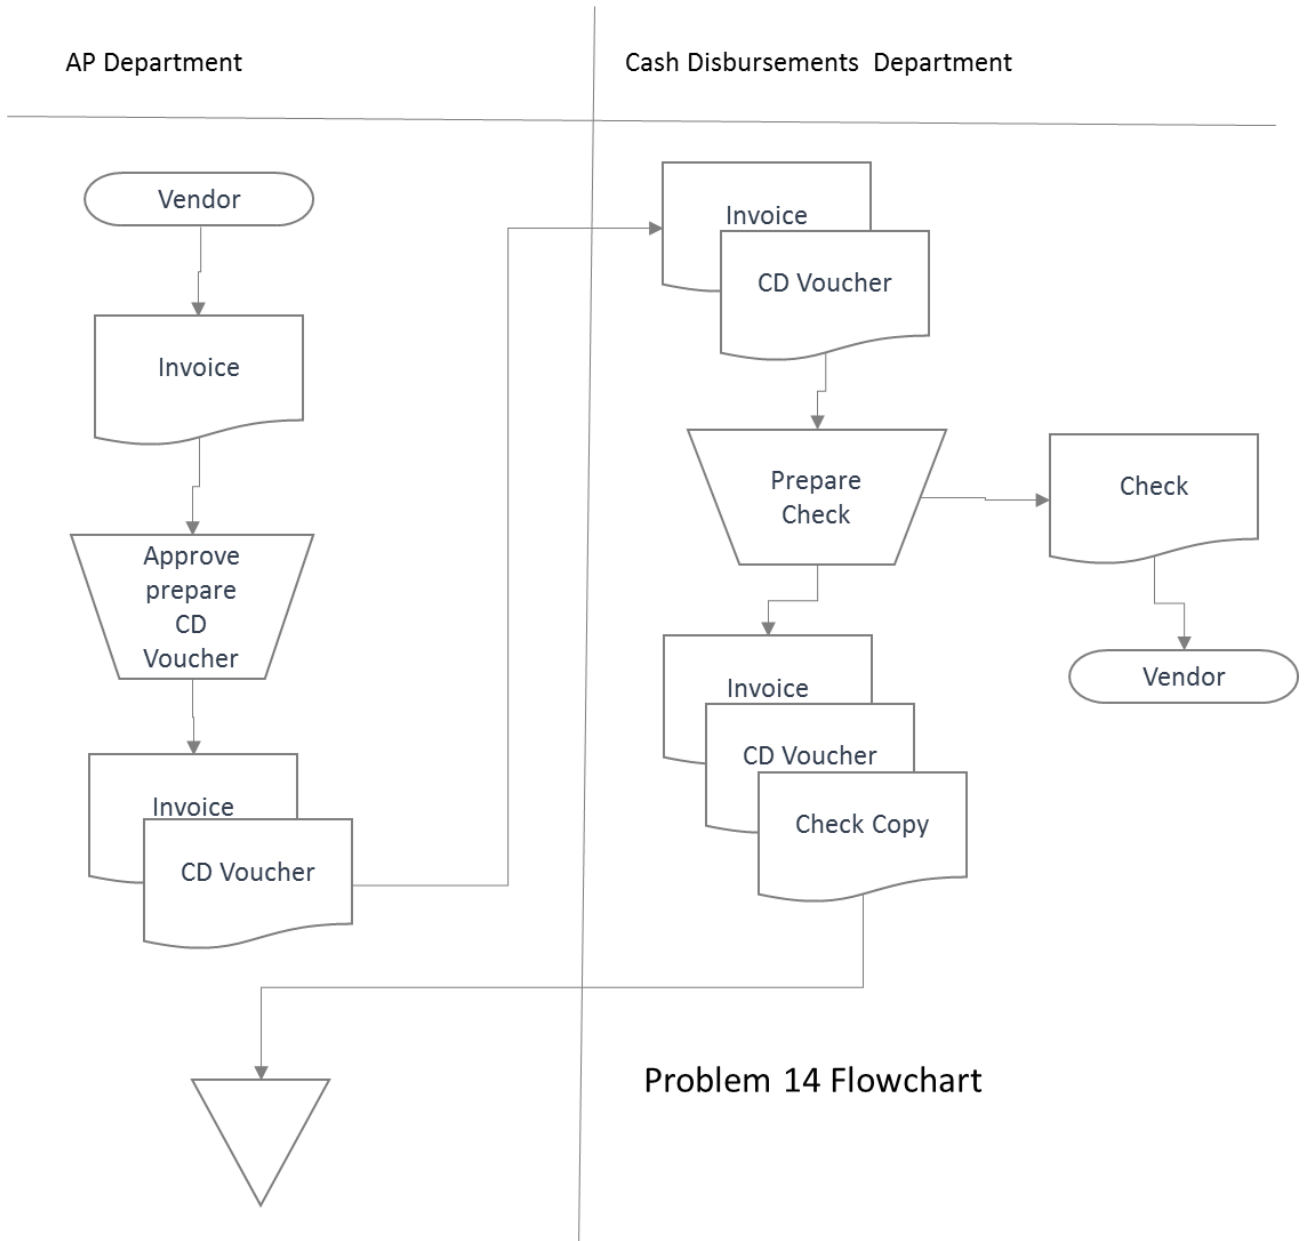 AP Department
Cash Disbursements Department
Vendor
Invoice
Approve
prepare
CD
Voucher
Invoice
CD Voucher
Invoice
CD Voucher
Prepare
Check
Check
Vendor
Invoice
CD Voucher
Check Copy
Problem 14 Flowchart